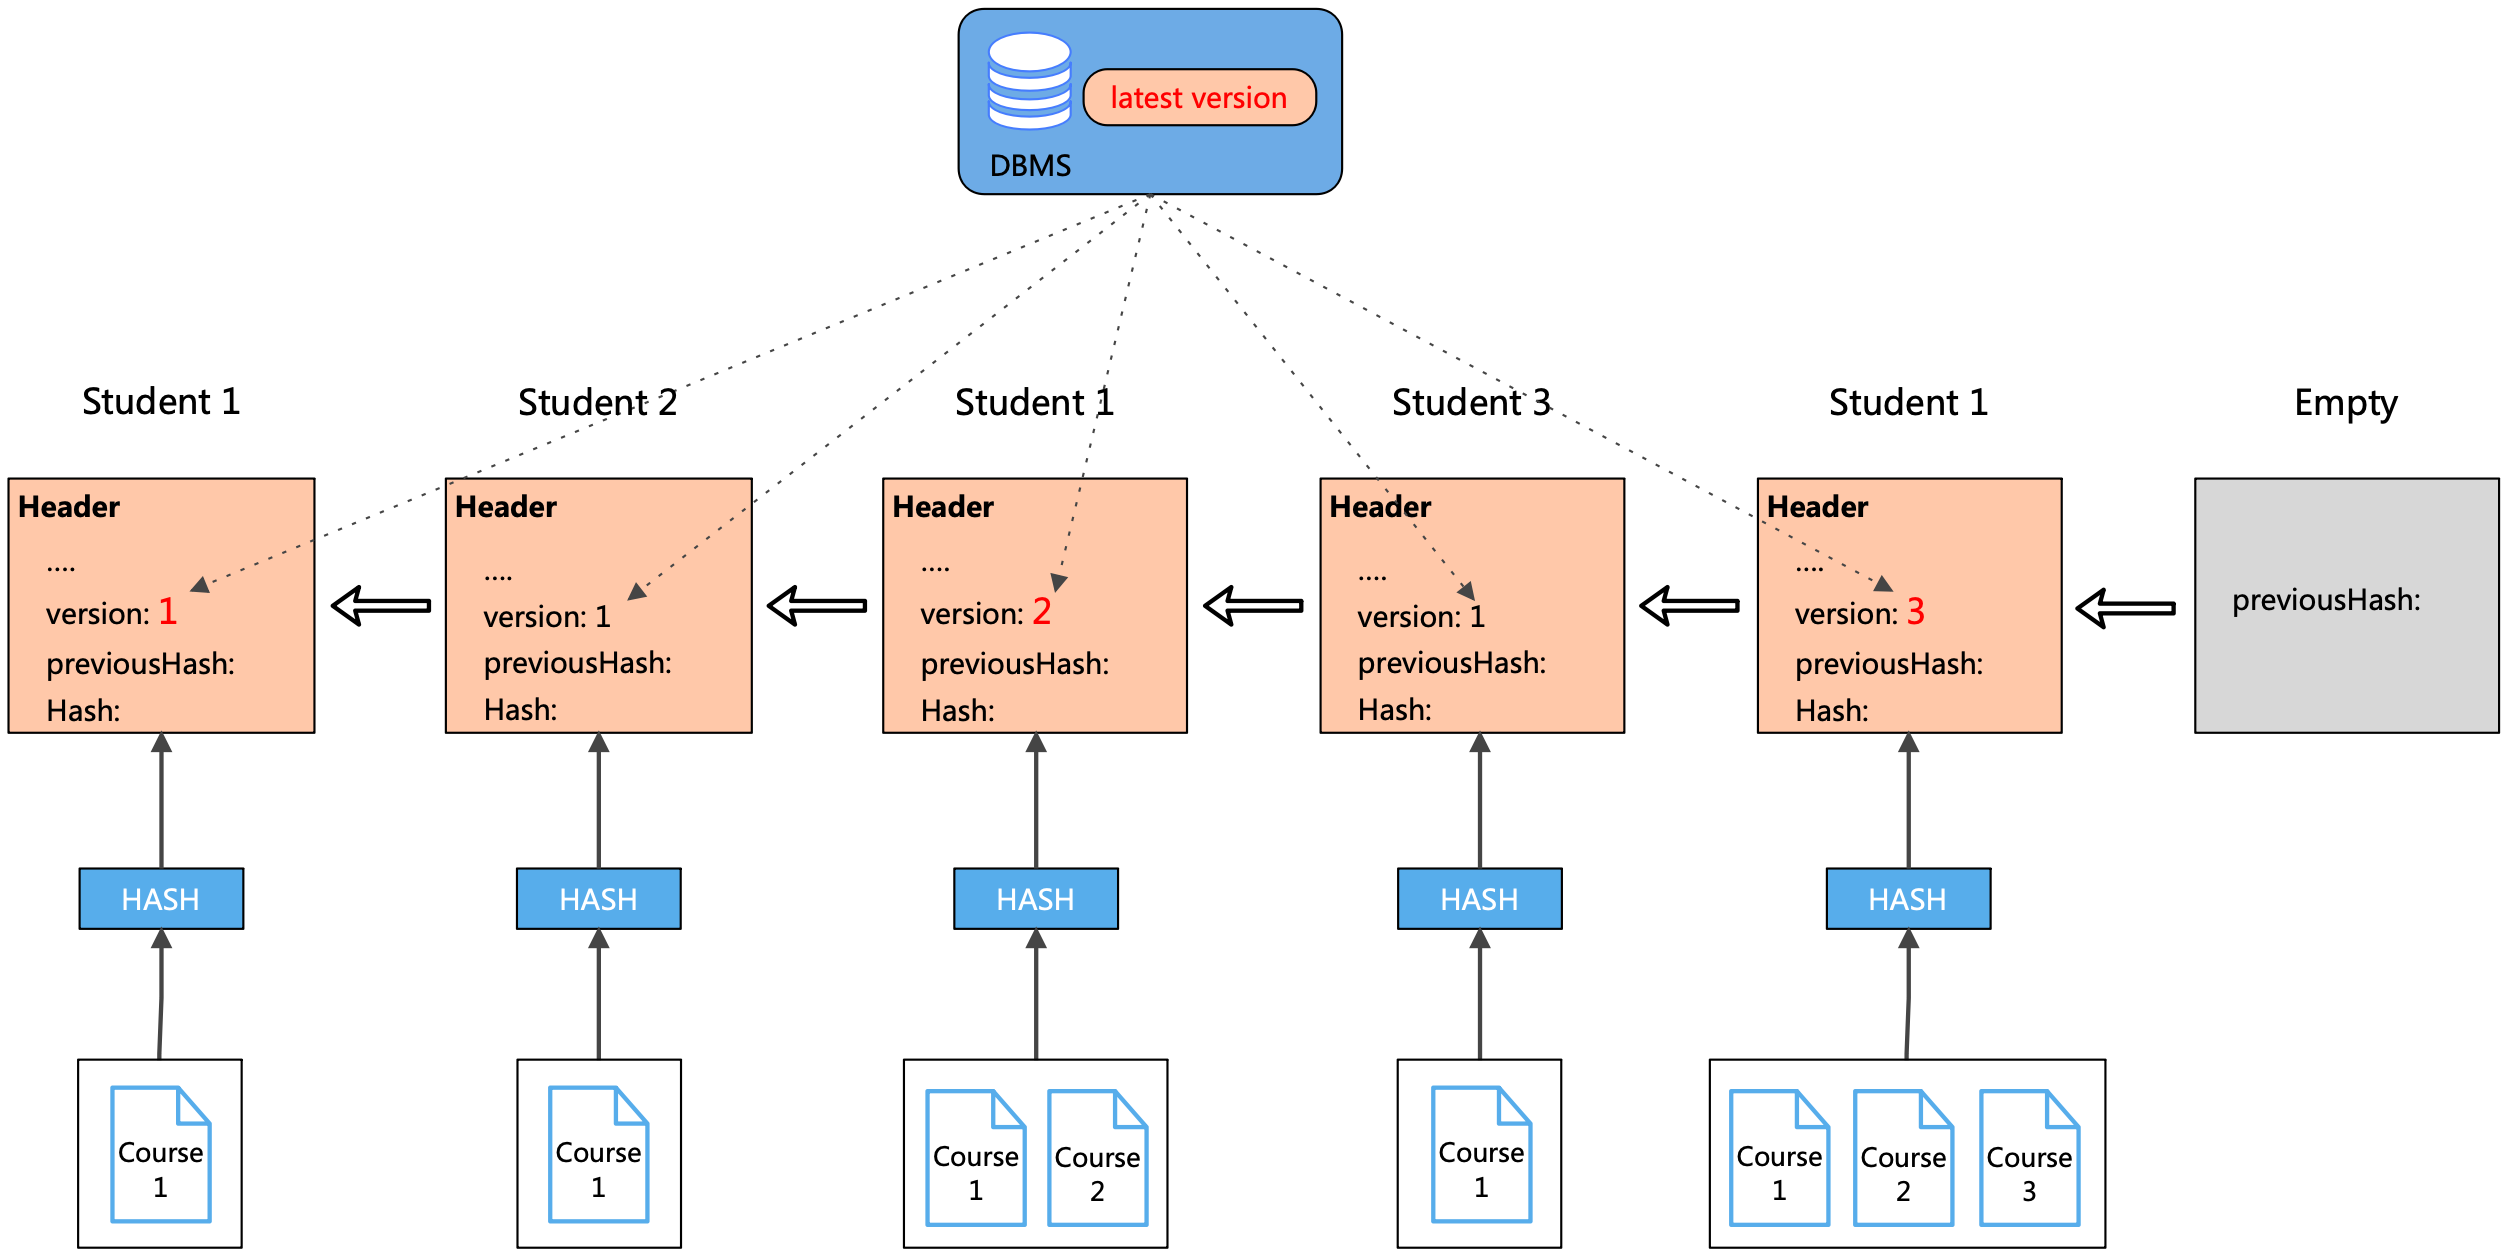 latest version
DBMS
Student 1
Student 2
Student 1
Student 3
Student 1
Empty
Header
....
version: 1
previousHash:
Hash:
Header
....
version: 1
previousHash:
Hash:
Header
....
version: 2
previousHash:
Hash:
Header
....
version: 1
previousHash:
Hash:
Header
....
version: 3
previousHash:
Hash:
previousHash:
HASH
HASH
HASH
HASH
HASH
Course
1
Course
1
Course
1
Course
2
Course
1
Course
1
Course
2
Course
3